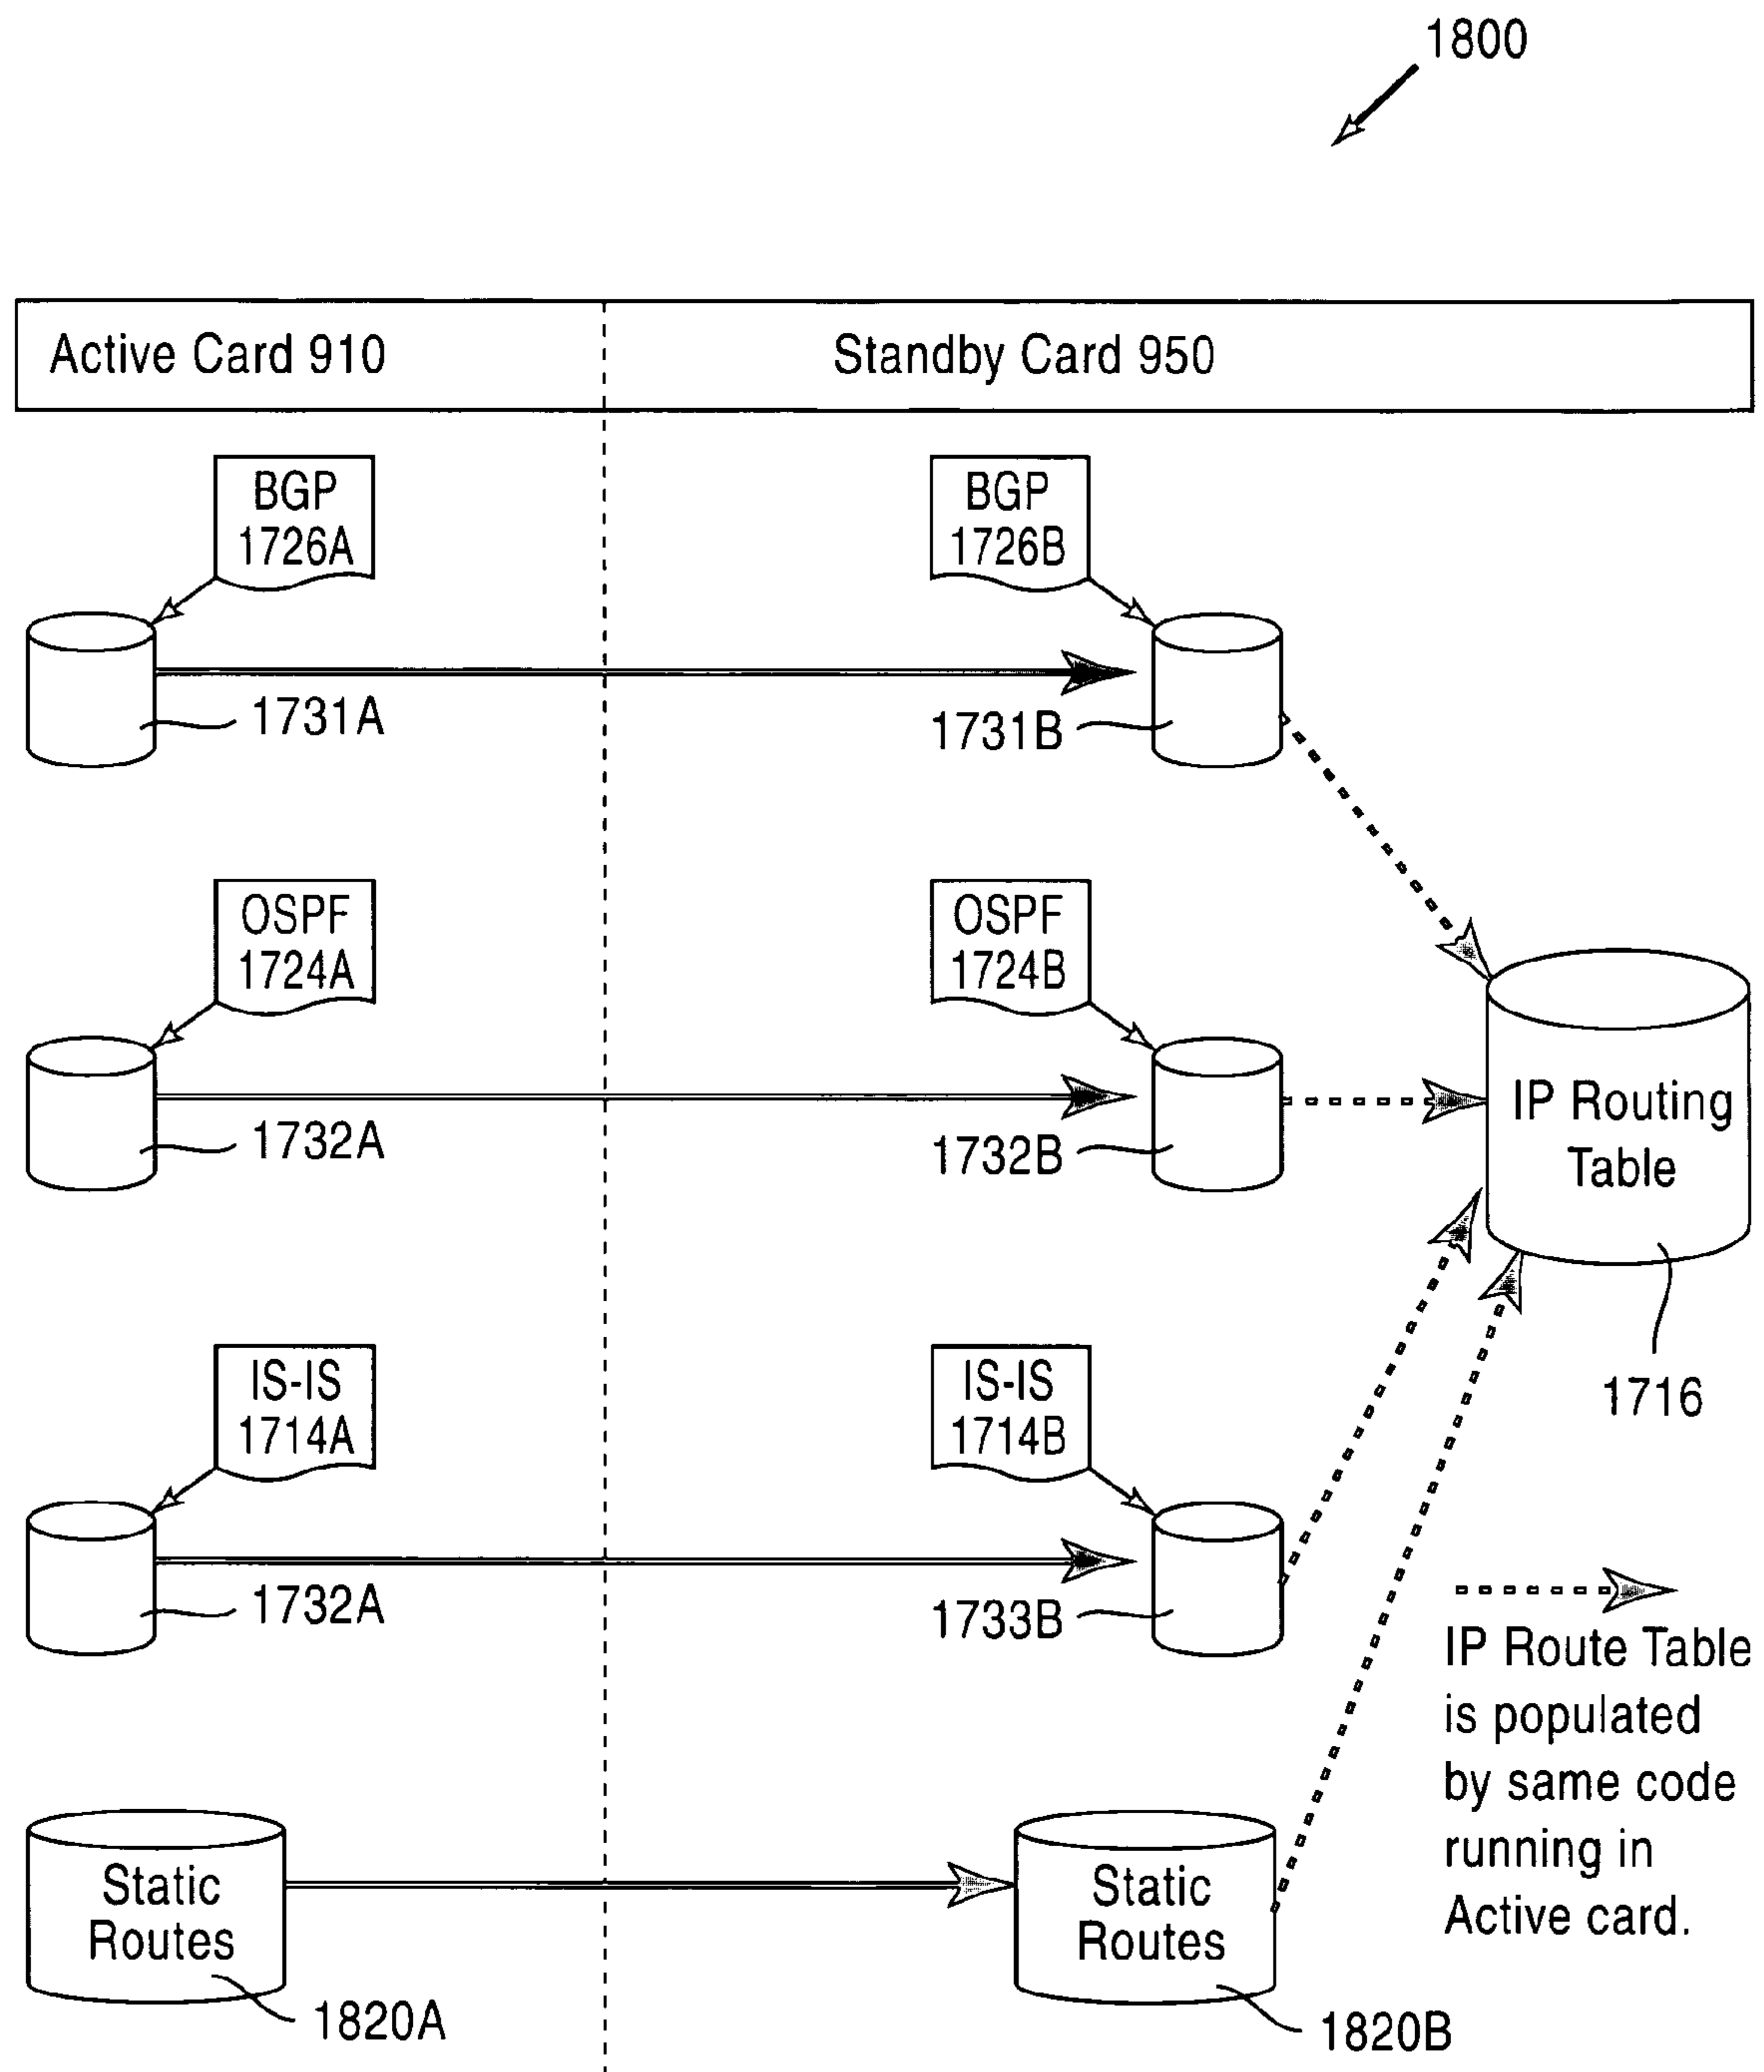 1800
Active Card 910
Standby Card 950
BGP
1726A
BGP
1726B
1731A
1731B
OSPF
1724A
OSPF
1724B
1732A
1732B
IP Routing
Table
1716
IS-IS
1714A
IS-IS
1714B
1732A
1733B
IP Route Table
is populated
by same code
running in
Active card.
Static
Routes
Static
Routes
1820A
1820B